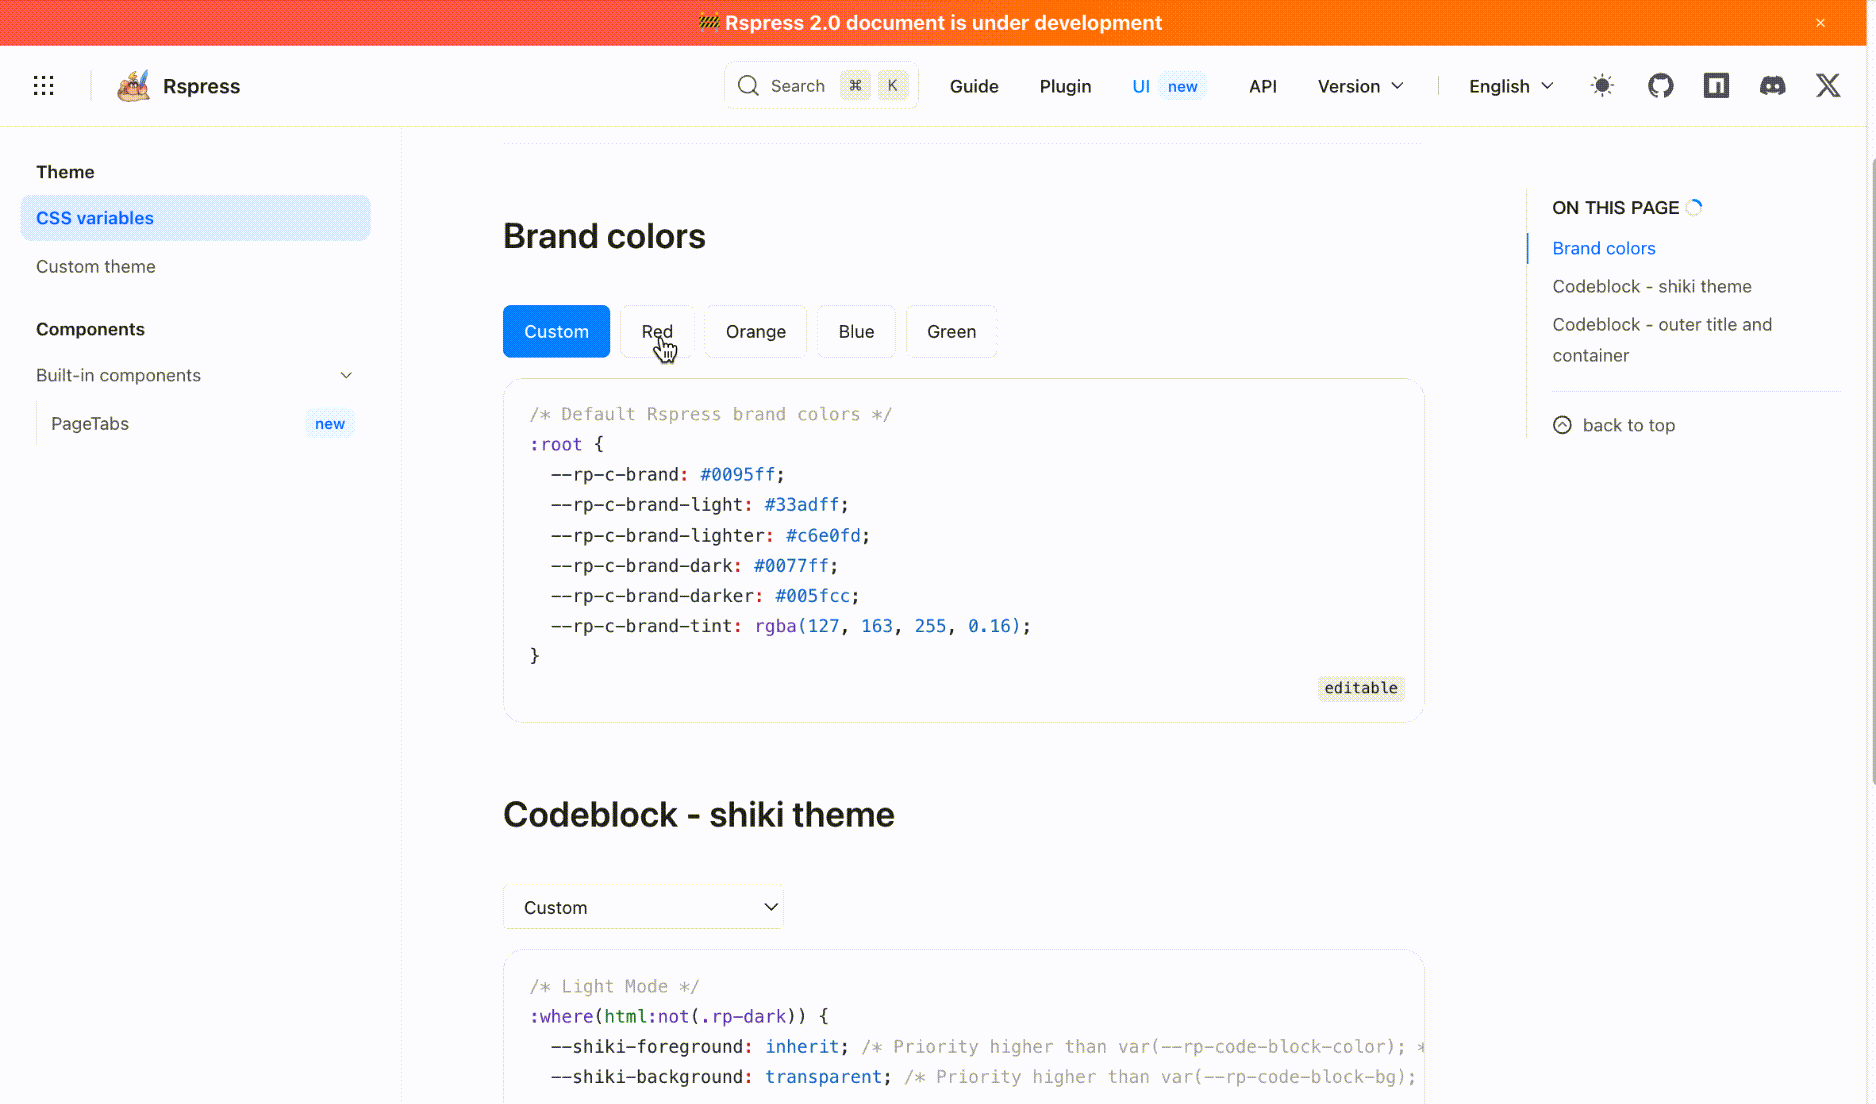 🚧 Rspress 2.0 document is under development ×
Rspress
Search ⌘ K
Guide
Plugin
UI new
API
Version
English
Theme
CSS variables
Custom theme
Components
Built-in components
PageTabs new
Brand colors
Custom
Red
Orange
Blue
Green
/* Default Rspress brand colors */
:root {
  --rp-c-brand: #0095ff;
  --rp-c-brand-light: #33adff;
  --rp-c-brand-lighter: #c6e0fd;
  --rp-c-brand-dark: #0077ff;
  --rp-c-brand-darker: #005fcc;
  --rp-c-brand-tint: rgba(127, 163, 255, 0.16);
}
editable
Codeblock - shiki theme
Custom
/* Light Mode */
:where(html:not(.rp-dark)) {
  --shiki-foreground: inherit; /* Priority higher than var(--rp-code-block-color); *
  --shiki-background: transparent; /* Priority higher than var(--rp-code-block-bg);
ON THIS PAGE
Brand colors
Codeblock - shiki theme
Codeblock - outer title and
container
back to top